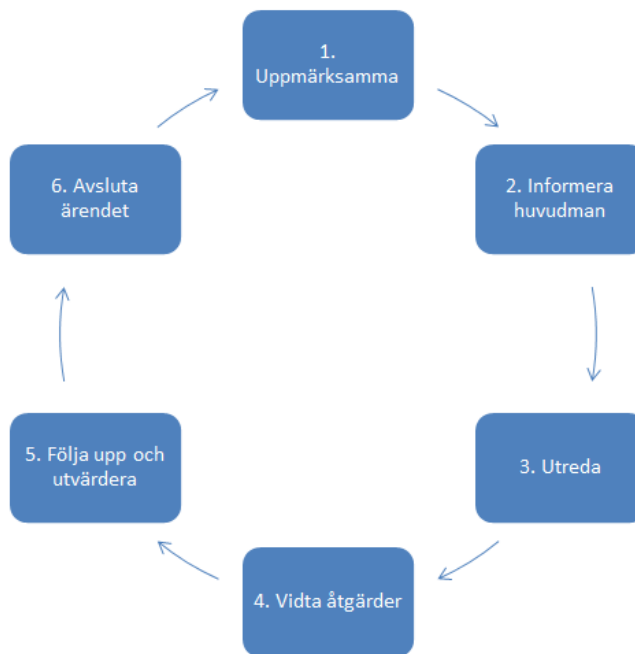 1.
Uppmärksamma
2. Informera
huvudman
3. Utreda
4. Vidta åtgärder
5. Följa upp och
utvärdera
6. Avsluta
ärendet